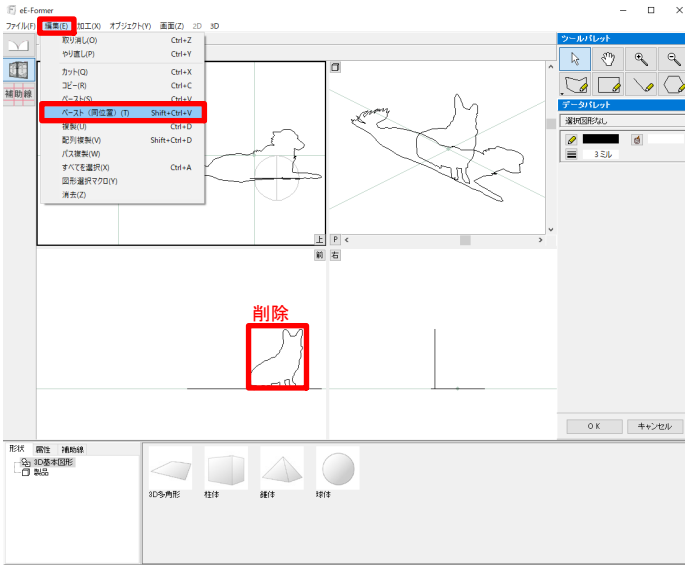 eE-Former
ファイル(F) 編集(E) 加工(X) オブジェクト(Y) 画面(Z) 2D 3D
取り消し(O) Ctrl+Z
やり直し(P) Ctrl+Y
カット(Q) Ctrl+X
コピー(R) Ctrl+C
ペースト(S) Ctrl+V
ペースト（同位置）(T) Shift+Ctrl+V
複製(U) Ctrl+D
配列複製(V) Shift+Ctrl+D
パス複製(W)
すべてを選択(X) Ctrl+A
図形選択マクロ(Y)
消去(Z)
補助線
上
P
前
右
削除
ツールパレット
データパレット
選択図形なし
3 ミル
OK キャンセル
形状 属性 補助線
3D基本図形
製品
3D多角形 柱体 錐体 球体